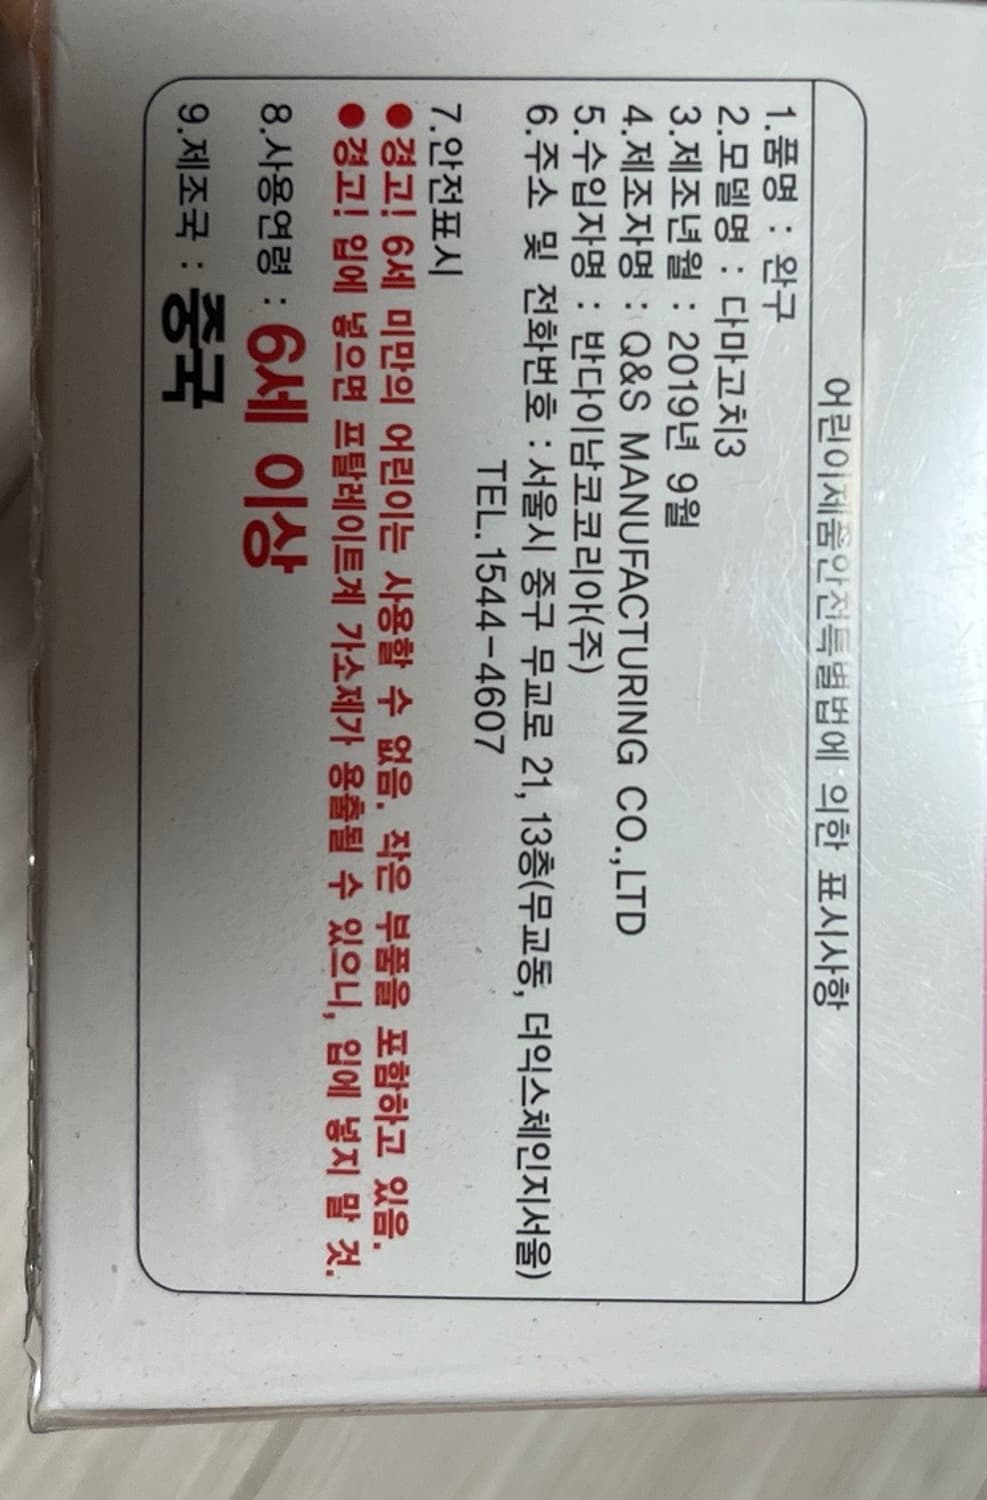 어린이제품안전특별법에 의한 표시사항
1.품명 : 완구
2.모델명 : 다마고치3
3.제조년월 : 2019년 9월
4.제조자명 : Q&S MANUFACTURING CO.,LTD
5.수입자명 : 반다이남코코리아(주)
6.주소 및 전화번호 : 서울시 중구 무교로 21, 13층(무교동, 더익스체인지서울)
TEL. 1544-4607
7.안전표시
● 경고! 6세 미만의 어린이는 사용할 수 없음. 작은 부품을 포함하고 있음.
● 경고! 입에 넣으면 프탈레이트계 가소제가 용출될 수 있으니, 입에 넣지 말 것.
8.사용연령 : 6세 이상
9.제조국 : 중국